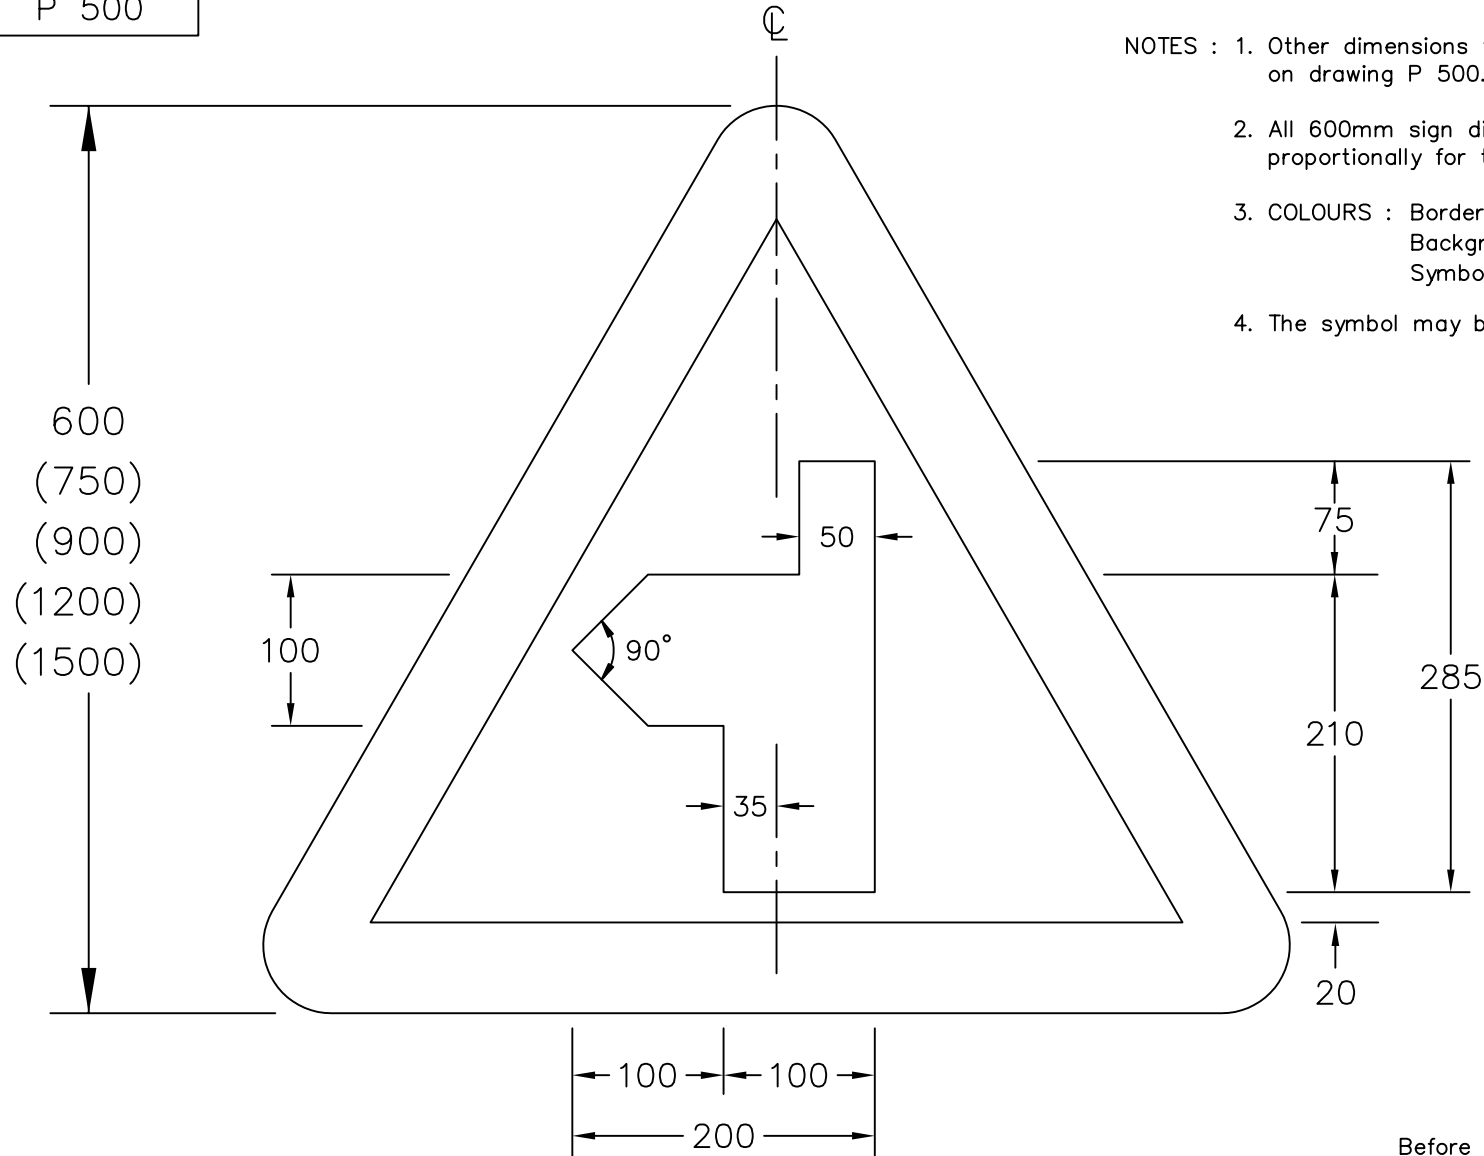 P 500
℄
NOTES : 1. Other dimensions
on drawing P 500.
2. All 600mm sign
proportionally for
3. COLOURS : Border
4. The symbol may
600
(750)
(900)
(1200)
(1500)
75
50
100
90°
285
210
35
20
100 100
200
Before